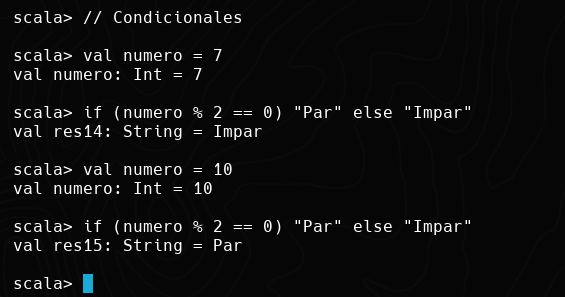 scala> // Condicionales
scala> val numero = 7
val numero: Int = 7
scala> if (numero % 2 == 0) "Par" else "Impar"
val res14: String = Impar
scala> val numero = 10
val numero: Int = 10
scala> if (numero % 2 == 0) "Par" else "Impar"
val res15: String = Par
scala>